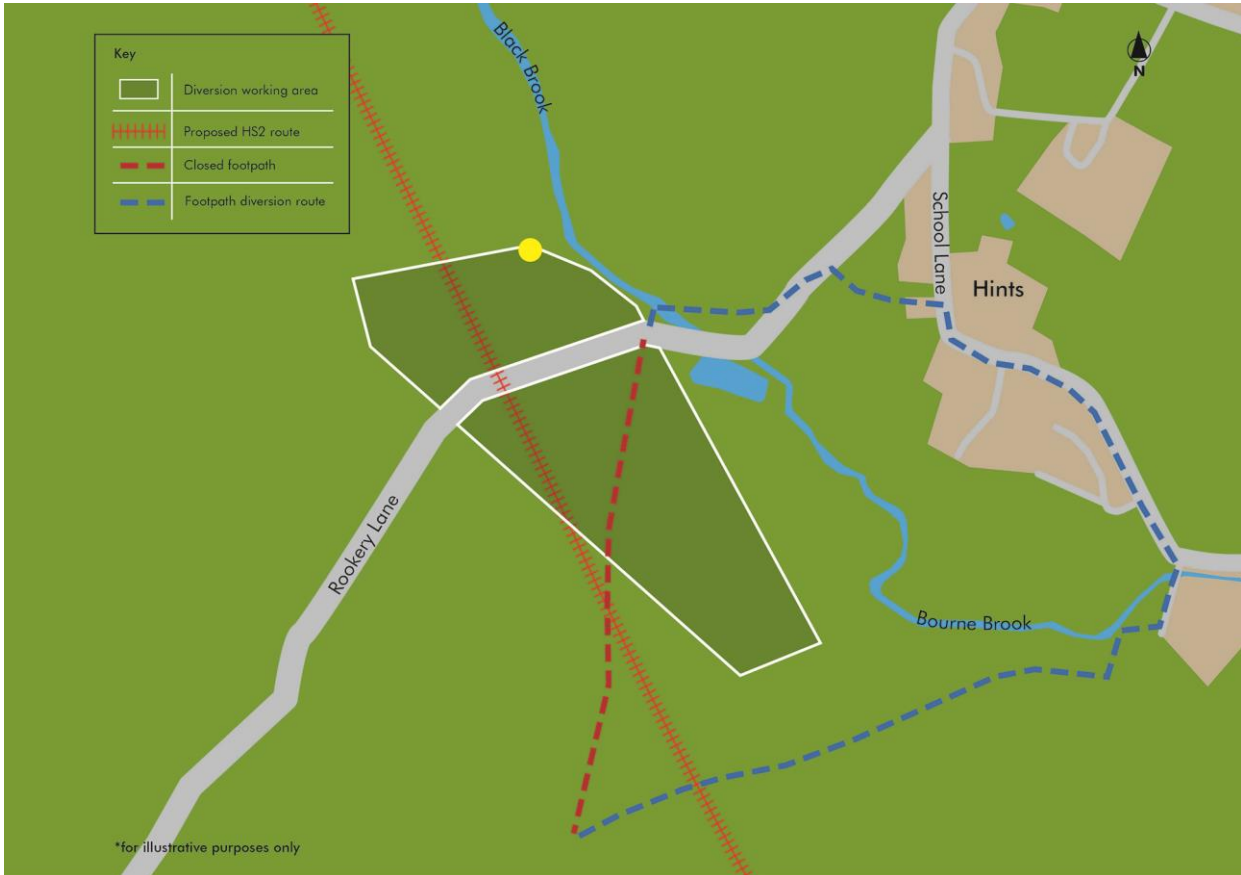 Key
Diversion working area
Proposed HS2 route
Closed footpath
Footpath diversion route
Black Brook
N
School Lane
Hints
Rookery Lane
Bourne Brook
*for illustrative purposes only